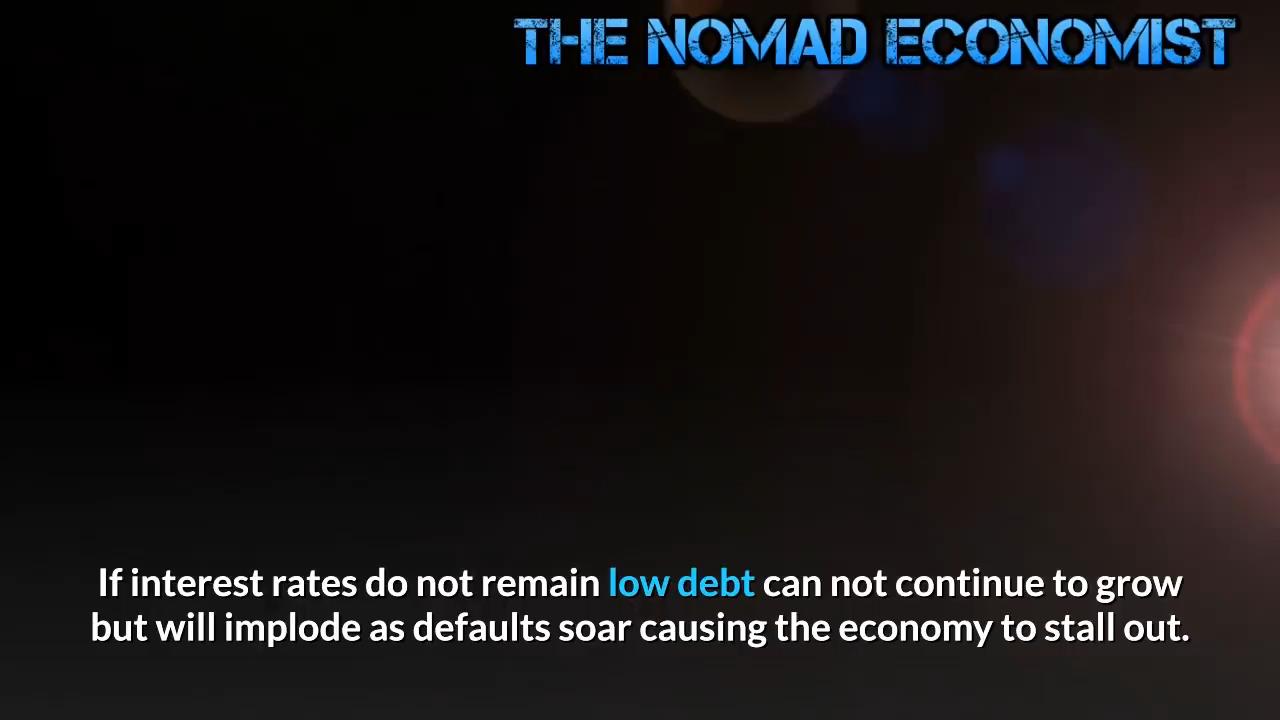 THE NOMAD ECONOMIST
If interest rates do not remain low debt can not continue to grow
but will implode as defaults soar causing the economy to stall out.